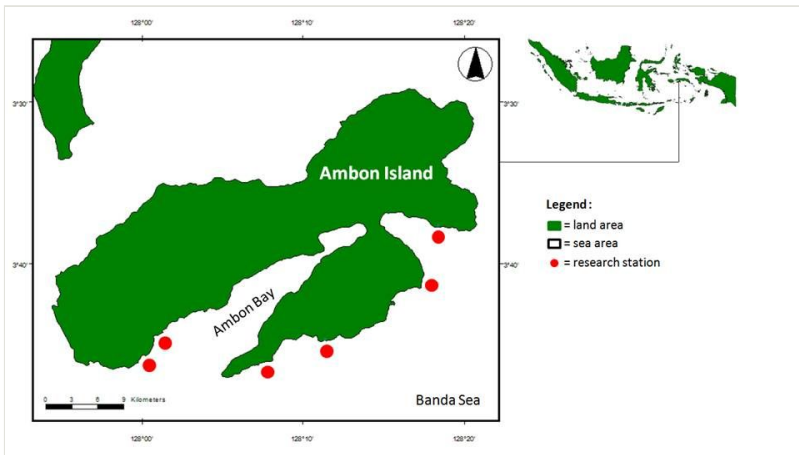 128°00' 128°10' 128°20'
3°30' 3°30'
Ambon Island
Legend :
= land area
= sea area
= research station
3°40' 3°40'
Ambon Bay
Banda Sea
0 3 6 9 Kilometers
128°00' 128°10' 128°20'